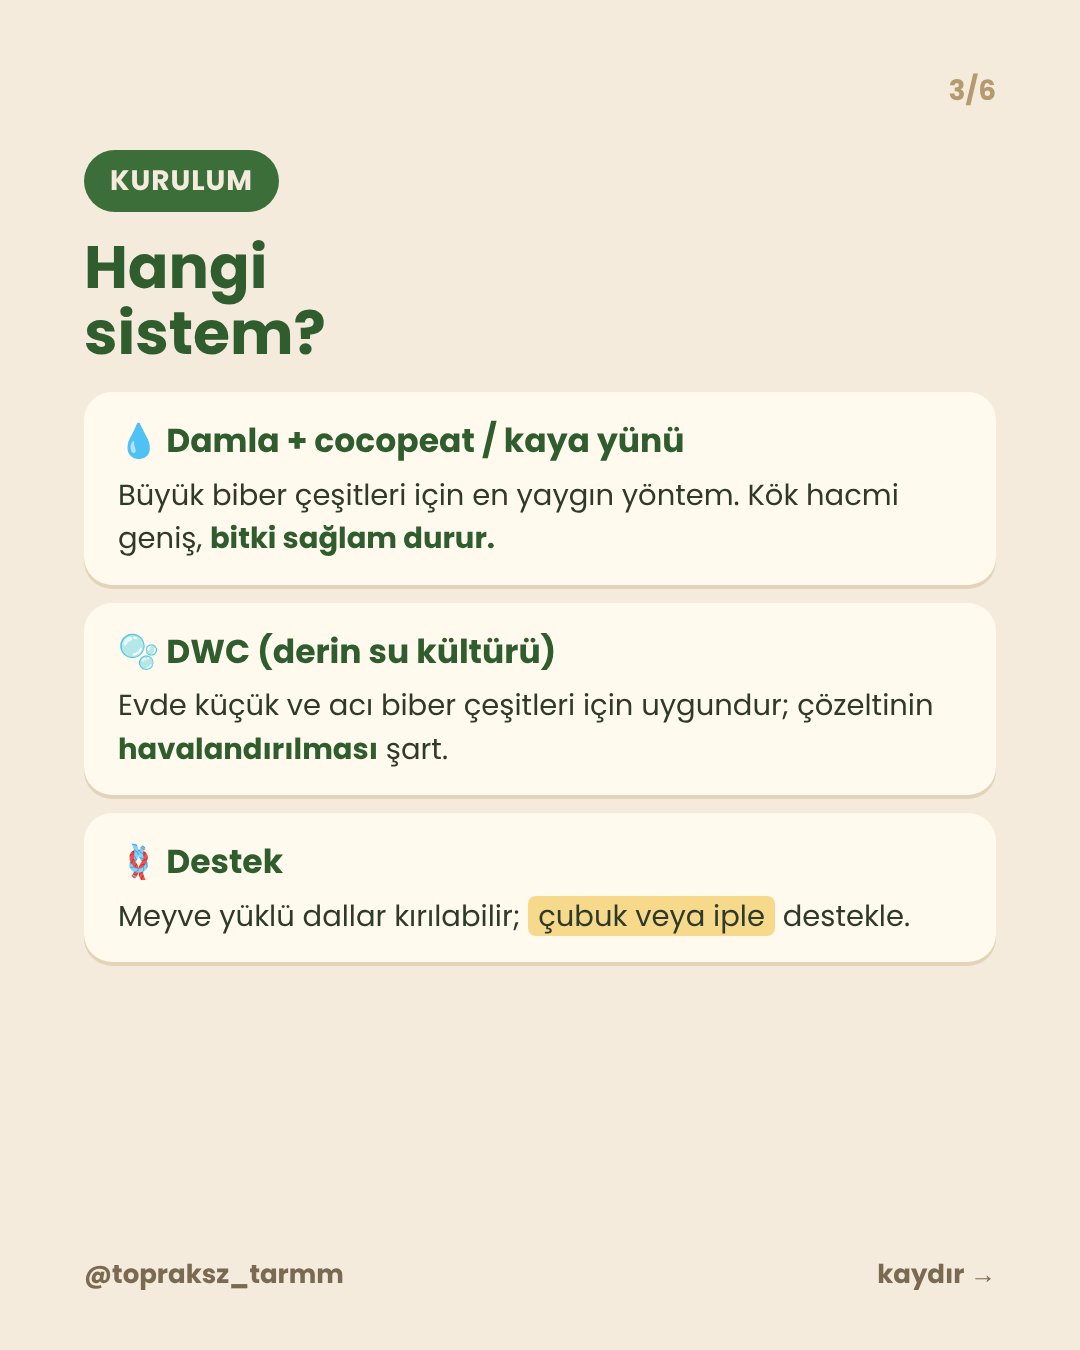 3/6
KURULUM
Hangi
sistem?
💧 Damla + cocopeat / kaya yünü
Büyük biber çeşitleri için en yaygın yöntem. Kök hacmi
geniş, bitki sağlam durur.
🫧 DWC (derin su kültürü)
Evde küçük ve acı biber çeşitleri için uygundur; çözeltinin
havalandırılması şart.
🪢 Destek
Meyve yüklü dallar kırılabilir; çubuk veya iple destekle.
@topraksz_tarmm
kaydır →